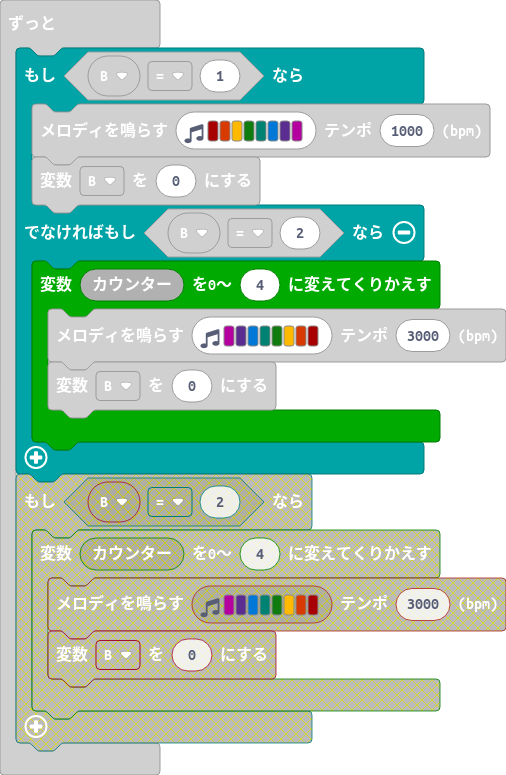 ずっと
もし B = 1 なら
メロディを鳴らす テンポ 1000 (bpm)
変数 B を 0 にする
でなければもし B = 2 なら
変数 カウンター を0〜 4 に変えてくりかえす
メロディを鳴らす テンポ 3000 (bpm)
変数 B を 0 にする
もし B = 2 なら
変数 カウンター を0〜 4 に変えてくりかえす
メロディを鳴らす テンポ 3000 (bpm)
変数 B を 0 にする